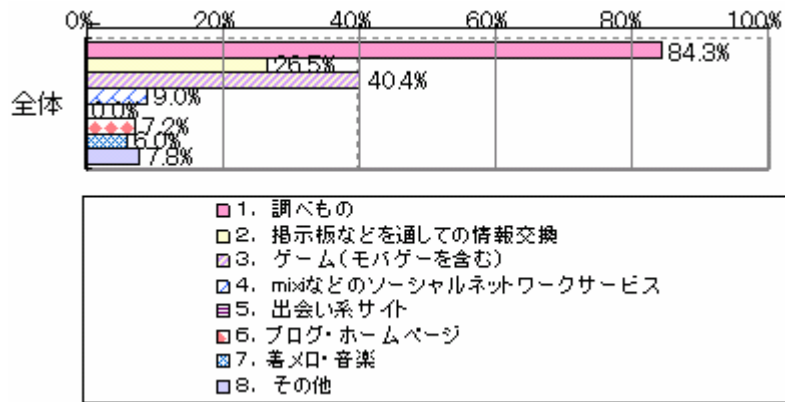 0% 20% 40% 60% 80% 100%
84.3%
26.5%
40.4%
9.0%
全体
0.0%
7.2%
6.0%
7.8%
1. 調べもの
2. 掲示板などを通しての情報交換
3. ゲーム(モバゲーを含む)
4. mixiなどのソーシャルネットワークサービス
5. 出会い系サイト
6. ブログ・ホームページ
7. 着メロ・音楽
8. その他